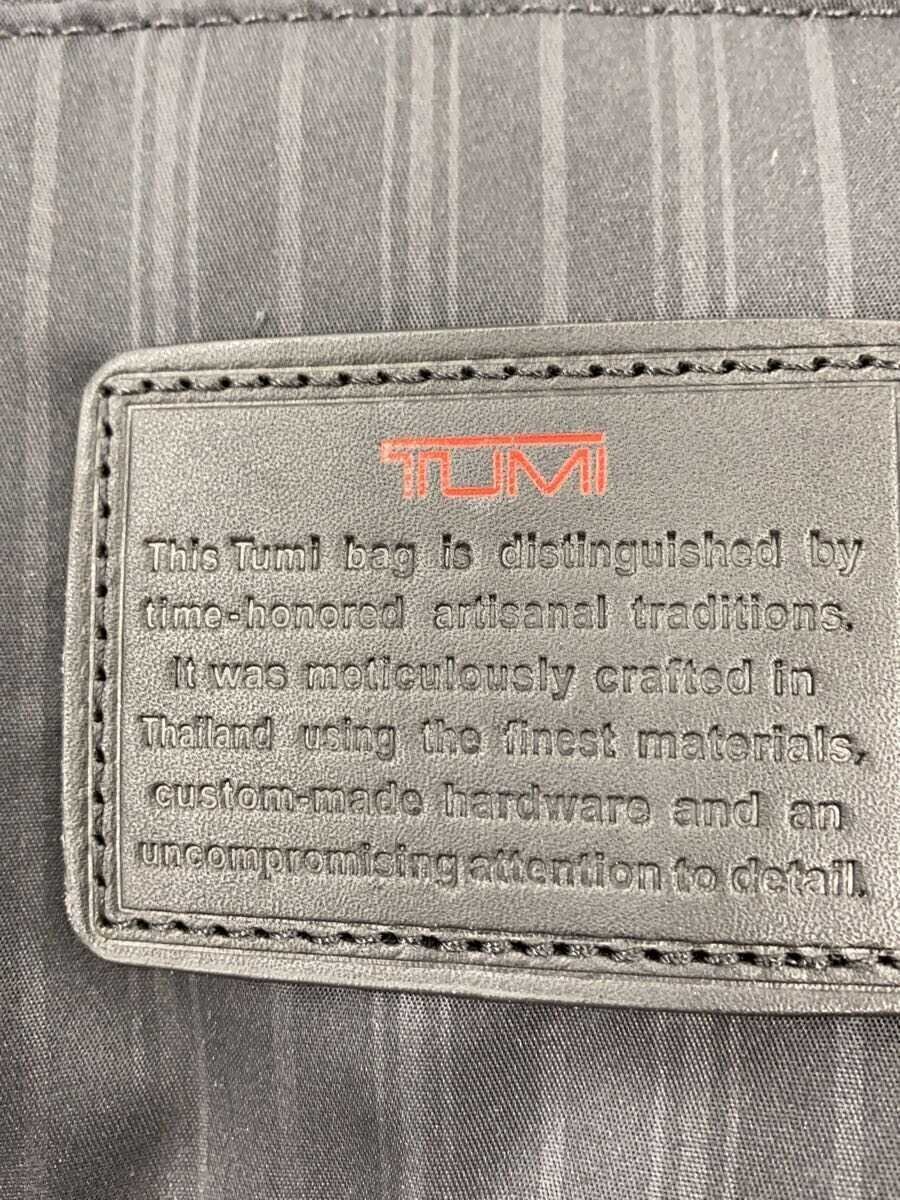 TUMI
This Tumi bag is distinguished by
time-honored artisanal traditions.
It was meticulously crafted in
Thailand using the finest materials,
custom-made hardware and an
uncompromising attention to detail.